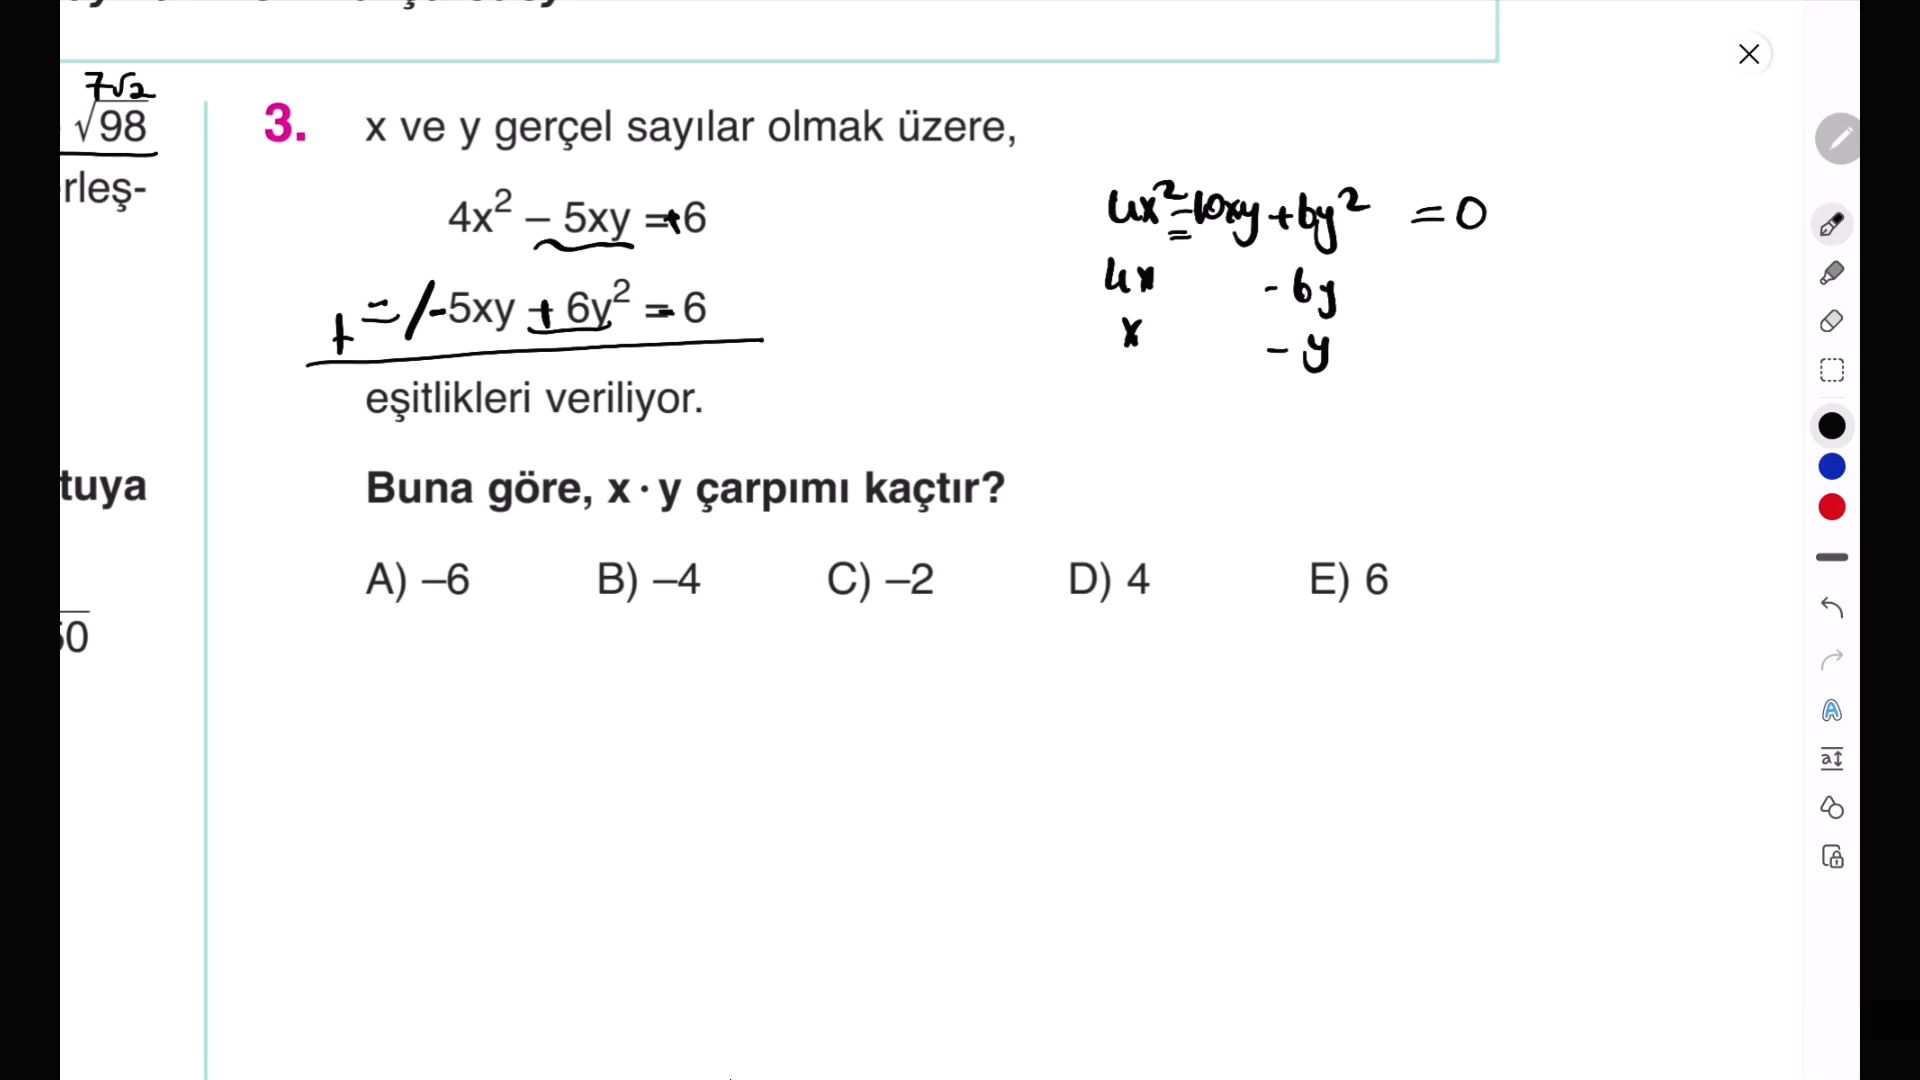 7√2
√98
rleş-
tuya
50
3. x ve y gerçel sayılar olmak üzere,
4x² – 5xy =+6
+ =/-5xy + 6y² =- 6
eşitlikleri veriliyor.
Buna göre, x · y çarpımı kaçtır?
A) –6 B) –4 C) –2 D) 4 E) 6
4x² - 10xy + 6y² = 0
4x - 6y
x - y